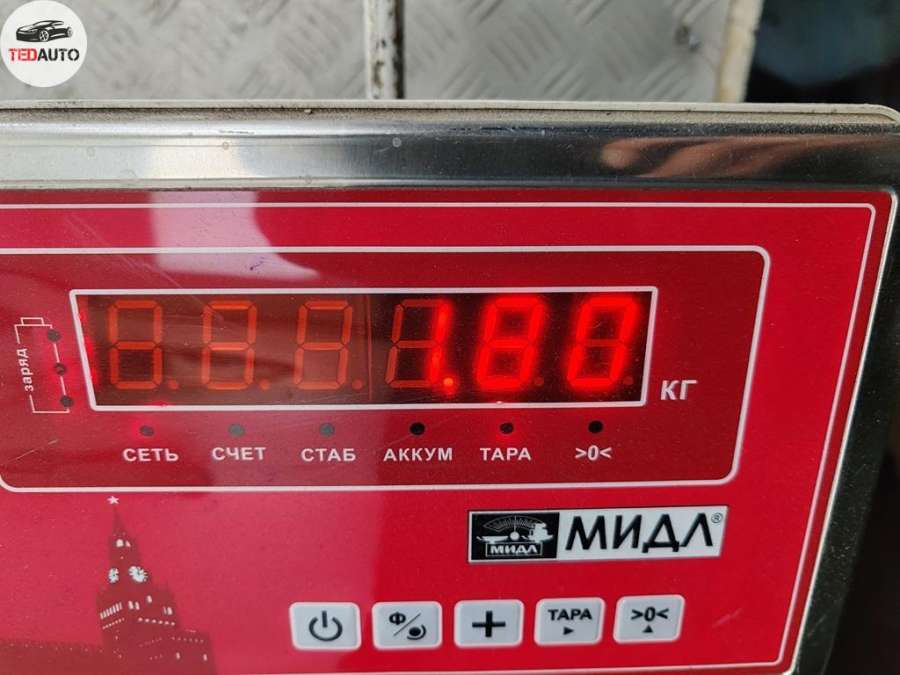 TEDAUTO
1.80
КГ
заряд
СЕТЬ СЧЕТ СТАБ АККУМ ТАРА >0<
МИДЛ МИДЛ®
Ф/ + ТАРА >0<